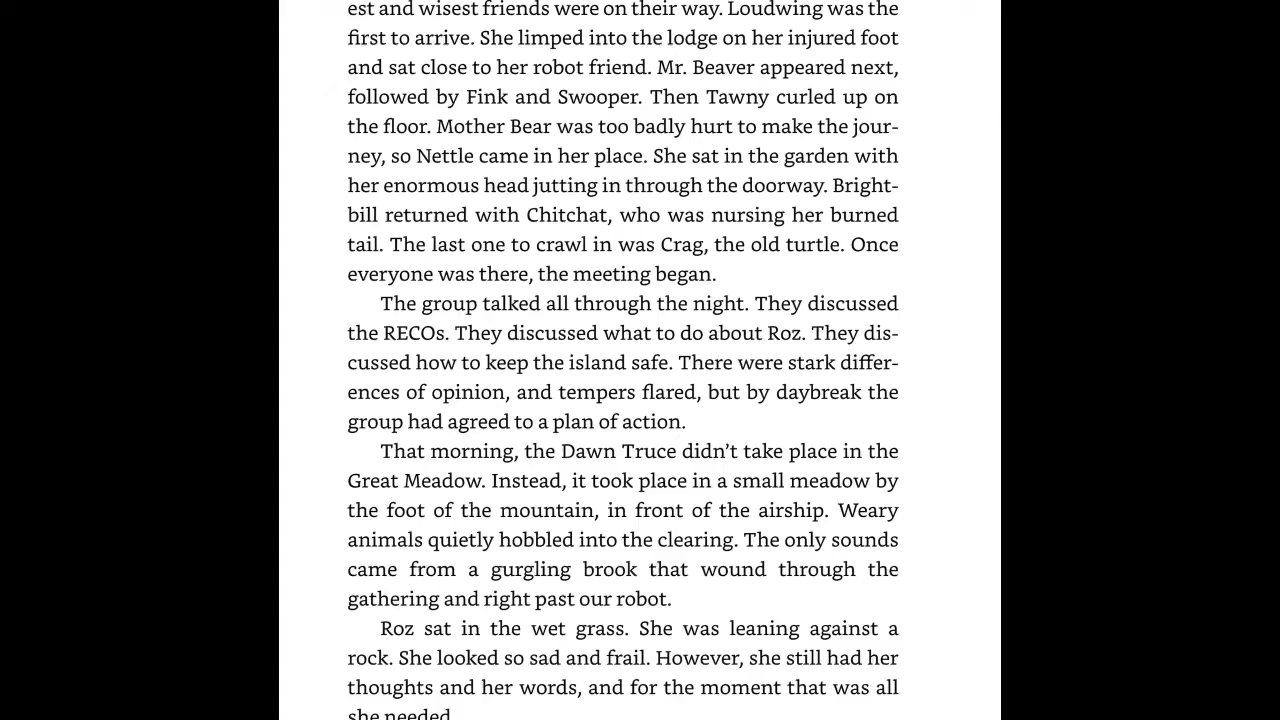 est and wisest friends were on their way. Loudwing was the
first to arrive. She limped into the lodge on her injured foot
and sat close to her robot friend. Mr. Beaver appeared next,
followed by Fink and Swooper. Then Tawny curled up on
the floor. Mother Bear was too badly hurt to make the jour-
ney, so Nettle came in her place. She sat in the garden with
her enormous head jutting in through the doorway. Bright-
bill returned with Chitchat, who was nursing her burned
tail. The last one to crawl in was Crag, the old turtle. Once
everyone was there, the meeting began.
The group talked all through the night. They discussed
the RECOs. They discussed what to do about Roz. They dis-
cussed how to keep the island safe. There were stark differ-
ences of opinion, and tempers flared, but by daybreak the
group had agreed to a plan of action.
That morning, the Dawn Truce didn’t take place in the
Great Meadow. Instead, it took place in a small meadow by
the foot of the mountain, in front of the airship. Weary
animals quietly hobbled into the clearing. The only sounds
came from a gurgling brook that wound through the
gathering and right past our robot.
Roz sat in the wet grass. She was leaning against a
rock. She looked so sad and frail. However, she still had her
thoughts and her words, and for the moment that was all
she needed